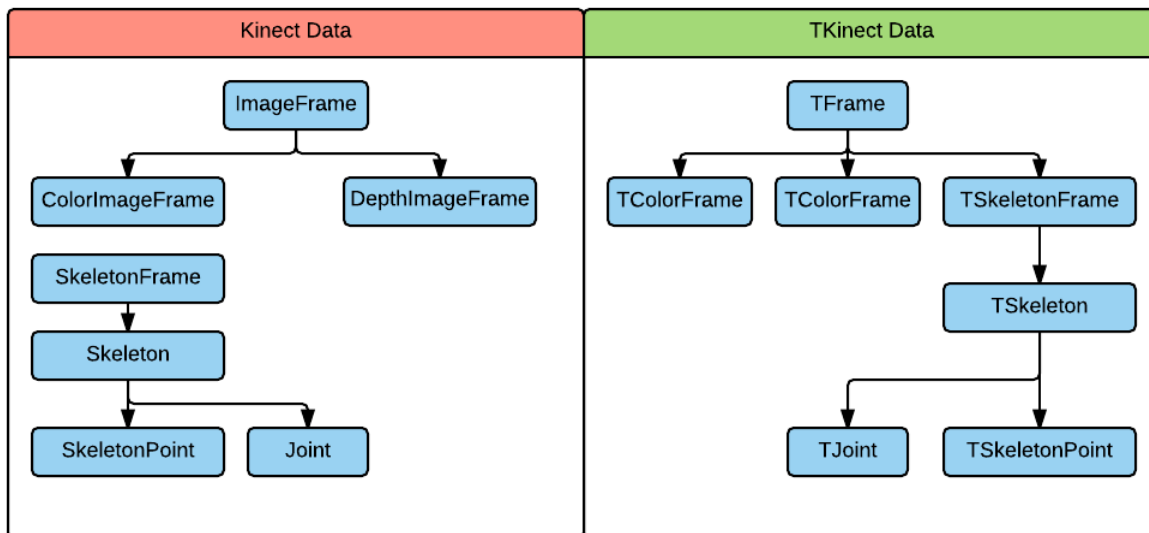 Kinect Data
ImageFrame
ColorImageFrame
DepthImageFrame
SkeletonFrame
Skeleton
SkeletonPoint
Joint
TKinect Data
TFrame
TColorFrame
TColorFrame
TSkeletonFrame
TSkeleton
TJoint
TSkeletonPoint